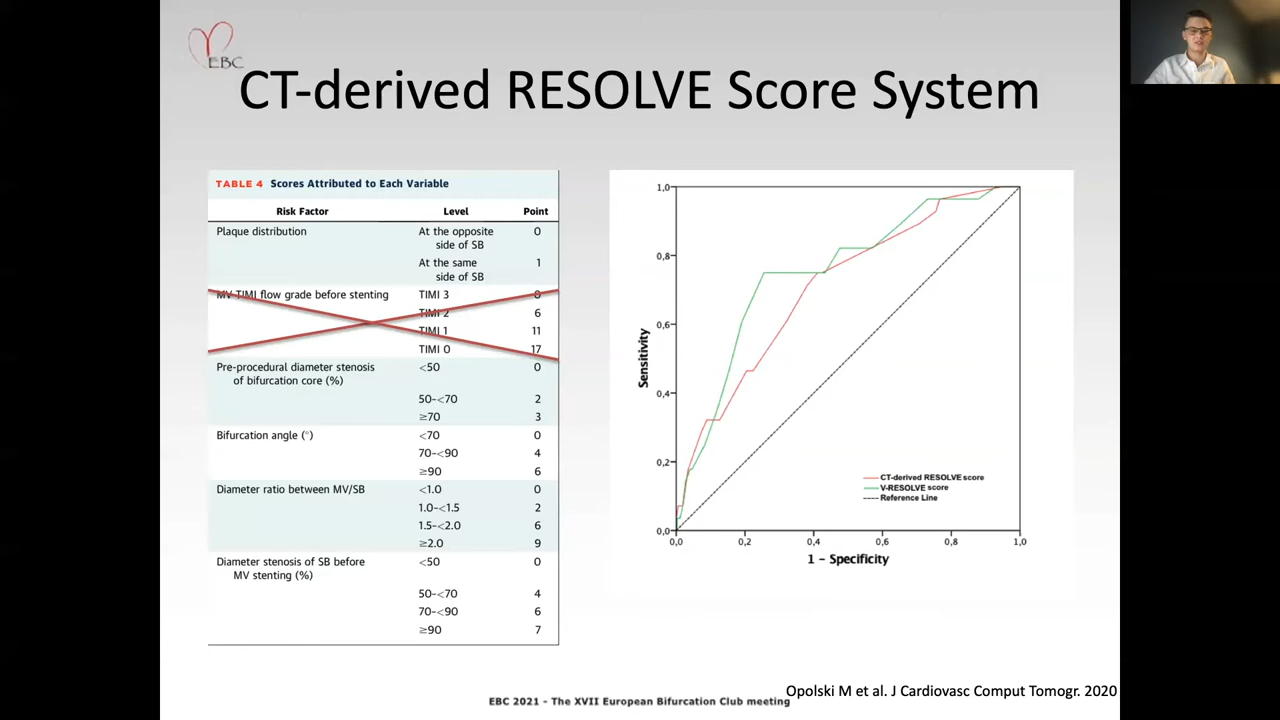 EBC
CT-derived RESOLVE Score System
TABLE 4 Scores Attributed to Each Variable
Risk Factor Level Point
Plaque distribution At the opposite 0
side of SB
At the same 1
side of SB
MV TIMI flow grade before stenting TIMI 3 0
TIMI 2 6
TIMI 1 11
TIMI 0 17
Pre-procedural diameter stenosis <50 0
of bifurcation core (%)
50-<70 2
≥70 3
Bifurcation angle (°) <70 0
70-<90 4
≥90 6
Diameter ratio between MV/SB <1.0 0
1.0-<1.5 2
1.5-<2.0 6
≥2.0 9
Diameter stenosis of SB before <50 0
MV stenting (%)
50-<70 4
70-<90 6
≥90 7
1,0
0,8
0,6
0,4
0,2
0,0
Sensitivity
CT-derived RESOLVE score
V-RESOLVE score
Reference Line
0,0 0,2 0,4 0,6 0,8 1,0
1 - Specificity
Opolski M et al. J Cardiovasc Comput Tomogr. 2020
EBC 2021 - The XVII European Bifurcation Club meeting